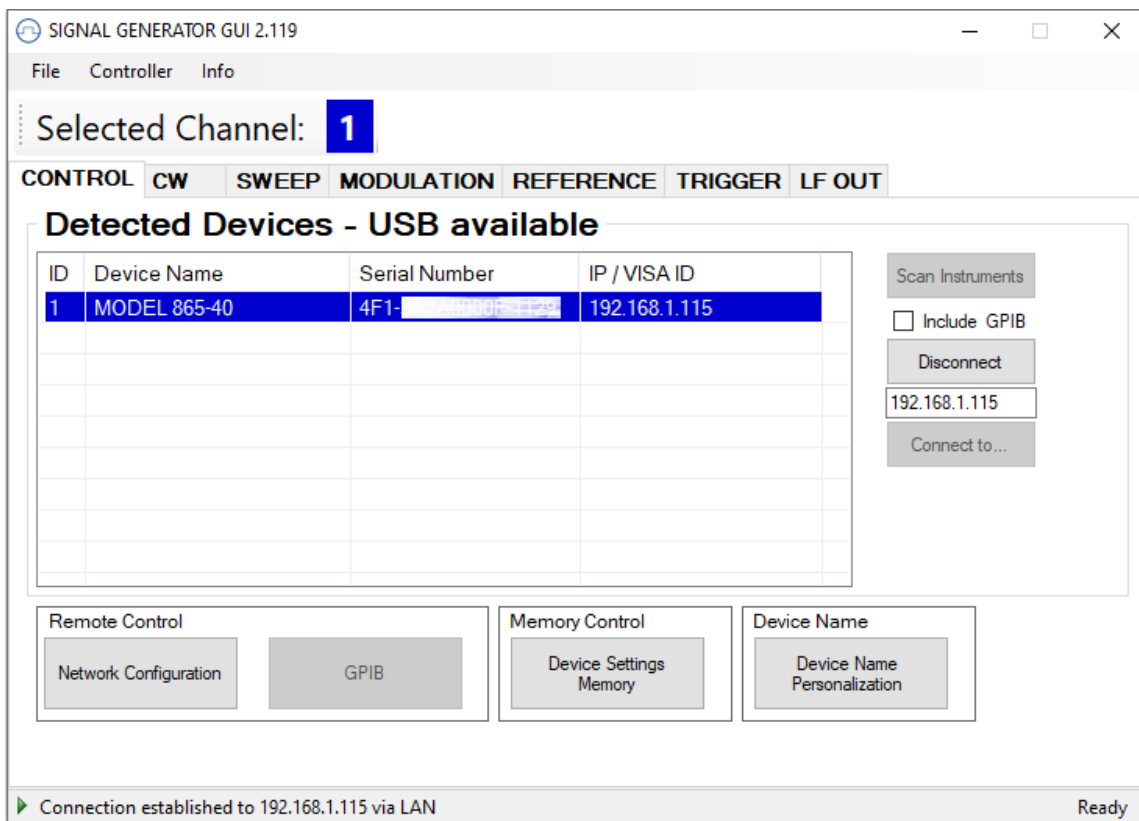 SIGNAL GENERATOR GUI 2.119
File Controller Info
Selected Channel: 1
CONTROL CW SWEEP MODULATION REFERENCE TRIGGER LF OUT
Detected Devices - USB available
ID Device Name Serial Number IP / VISA ID
1 MODEL 865-40 4F1- 192.168.1.115
Scan Instruments
Include GPIB
Disconnect
192.168.1.115
Connect to...
Remote Control Memory Control Device Name
Network Configuration GPIB Device Settings Device Name
Memory Personalization
Connection established to 192.168.1.115 via LAN Ready